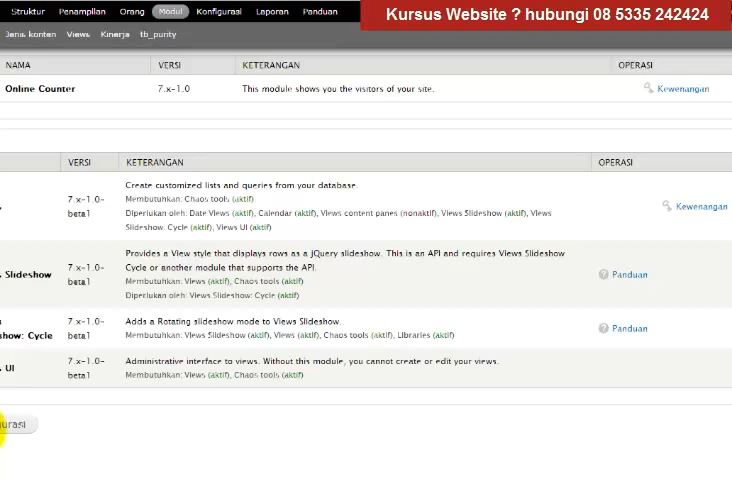 Struktur Penampilan Orang Modul Konfigurasi Laporan Panduan
Kursus Website ? hubungi 08 5335 242424
Jenis konten Views Kinerja tb_purity
NAMA VERSI KETERANGAN OPERASI
Online Counter 7.x-1.0 This module shows you the visitors of your site. Kewenangan
VERSI KETERANGAN OPERASI
Create customized lists and queries from your database.
7.x-1.0-
beta1
Membutuhkan: Chaos tools (aktif)
Diperlukan oleh: Date Views (aktif), Calendar (aktif), Views content panes (nonaktif), Views Slideshow (aktif), Views
Slideshow: Cycle (aktif), Views UI (aktif)
Kewenangan
Slideshow
7.x-1.0-
beta1
Provides a View style that displays rows as a jQuery slideshow. This is an API and requires Views Slideshow
Cycle or another module that supports the API.
Membutuhkan: Views (aktif), Chaos tools (aktif)
Diperlukan oleh: Views Slideshow: Cycle (aktif)
Panduan
show: Cycle
7.x-1.0-
beta1
Adds a Rotating slideshow mode to Views Slideshow.
Membutuhkan: Views Slideshow (aktif), Views (aktif), Chaos tools (aktif), Libraries (aktif)
Panduan
UI
7.x-1.0-
beta1
Administrative interface to views. Without this module, you cannot create or edit your views.
Membutuhkan: Views (aktif), Chaos tools (aktif)
gurasi